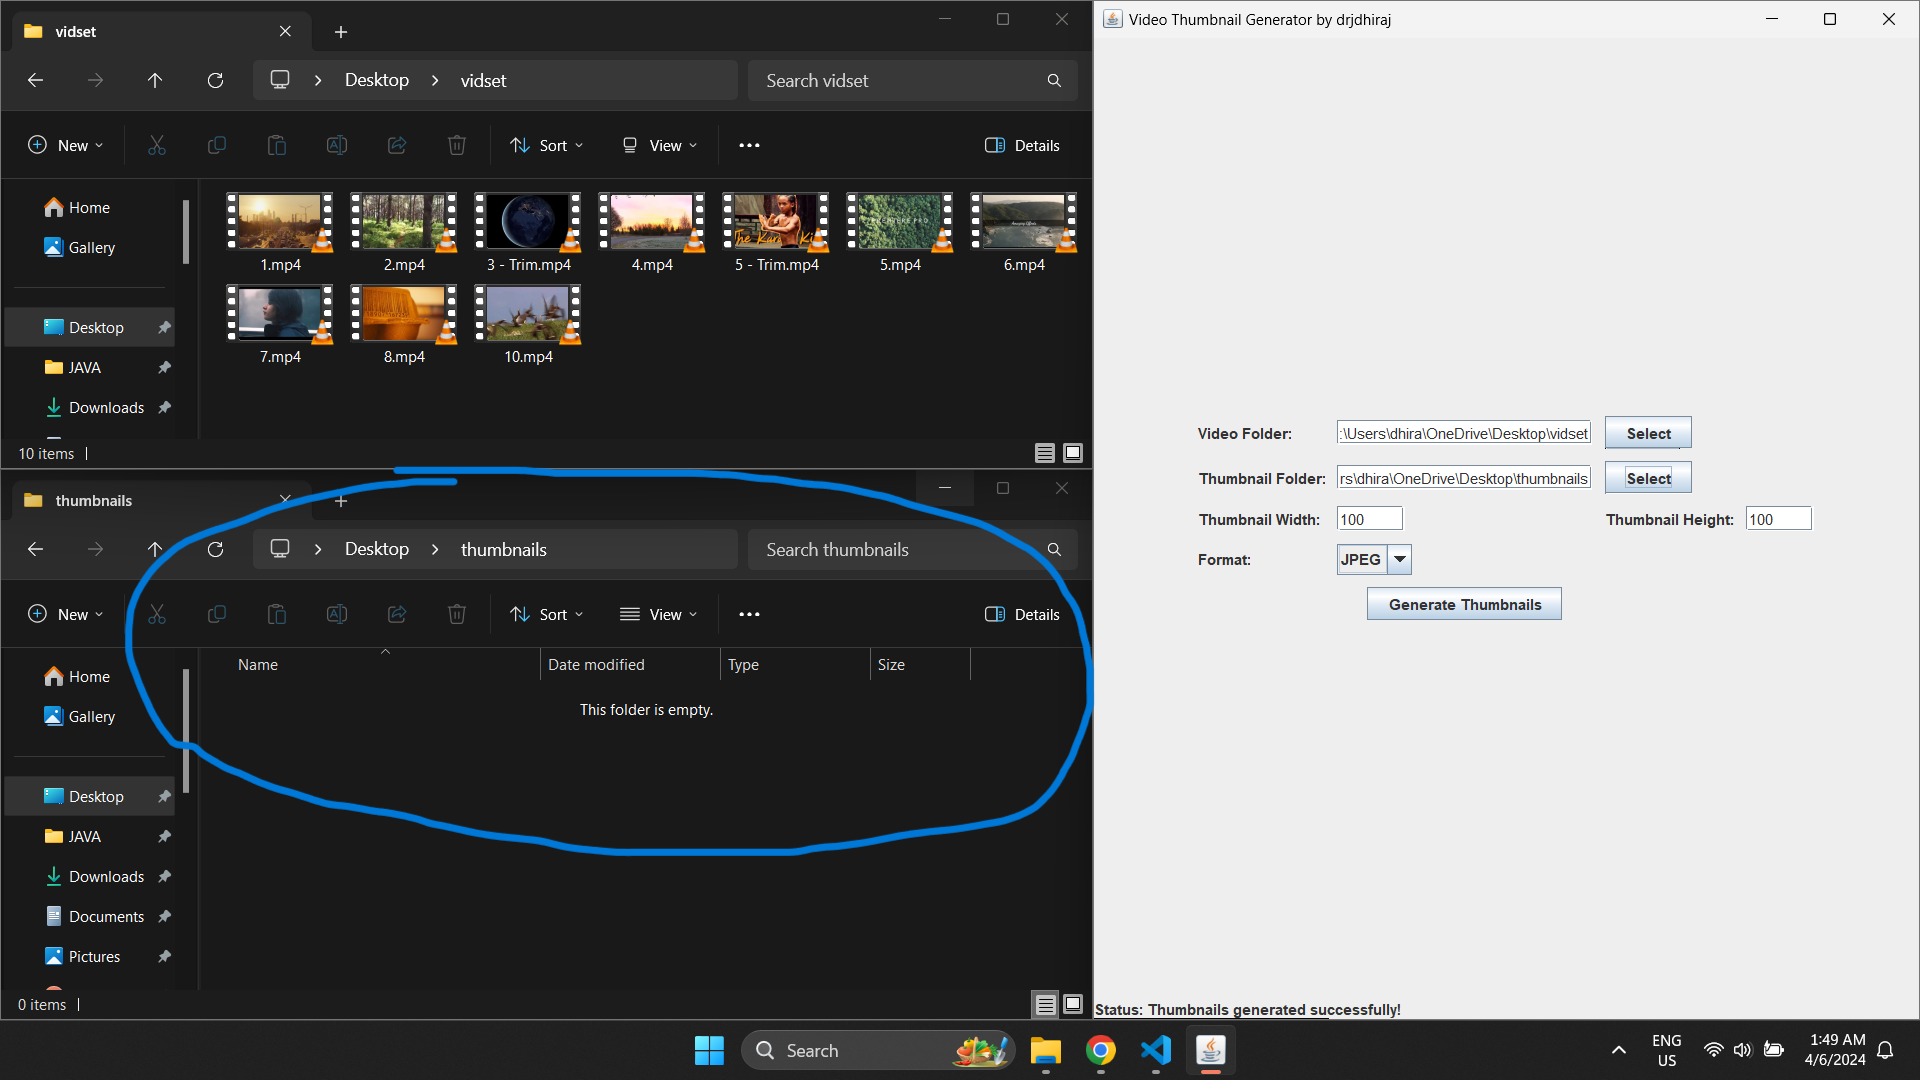 vidset
Desktop > vidset
Search vidset
New
Sort
View
Details
Home
Gallery
Desktop
JAVA
Downloads
1.mp4
2.mp4
3 - Trim.mp4
4.mp4
5 - Trim.mp4
5.mp4
6.mp4
7.mp4
8.mp4
10.mp4
10 items
thumbnails
Desktop > thumbnails
Search thumbnails
New
Sort
View
Details
Name
Date modified
Type
Size
This folder is empty.
Home
Gallery
Desktop
JAVA
Downloads
Documents
Pictures
0 items
Video Thumbnail Generator by drjdhiraj
Video Folder:
:\Users\dhira\OneDrive\Desktop\vidset
Select
Thumbnail Folder:
rs\dhira\OneDrive\Desktop\thumbnails
Select
Thumbnail Width:
100
Thumbnail Height:
100
Format:
JPEG
Generate Thumbnails
Status: Thumbnails generated successfully!
Search
ENG
US
1:49 AM
4/6/2024